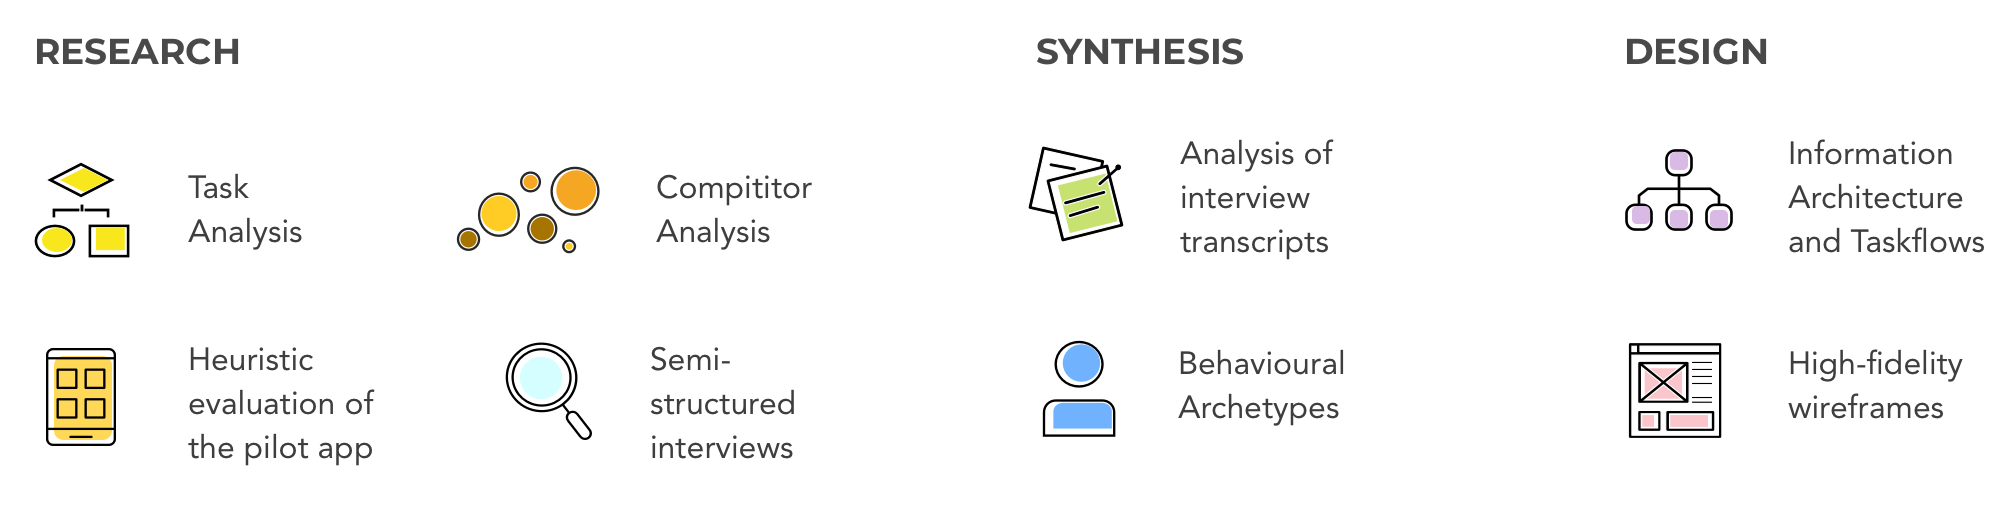 RESEARCH
Task
Analysis
Compititor
Analysis
Heuristic
evaluation of
the pilot app
Semi-
structured
interviews
SYNTHESIS
Analysis of
interview
transcripts
Behavioural
Archetypes
DESIGN
Information
Architecture
and Taskflows
High-fidelity
wireframes